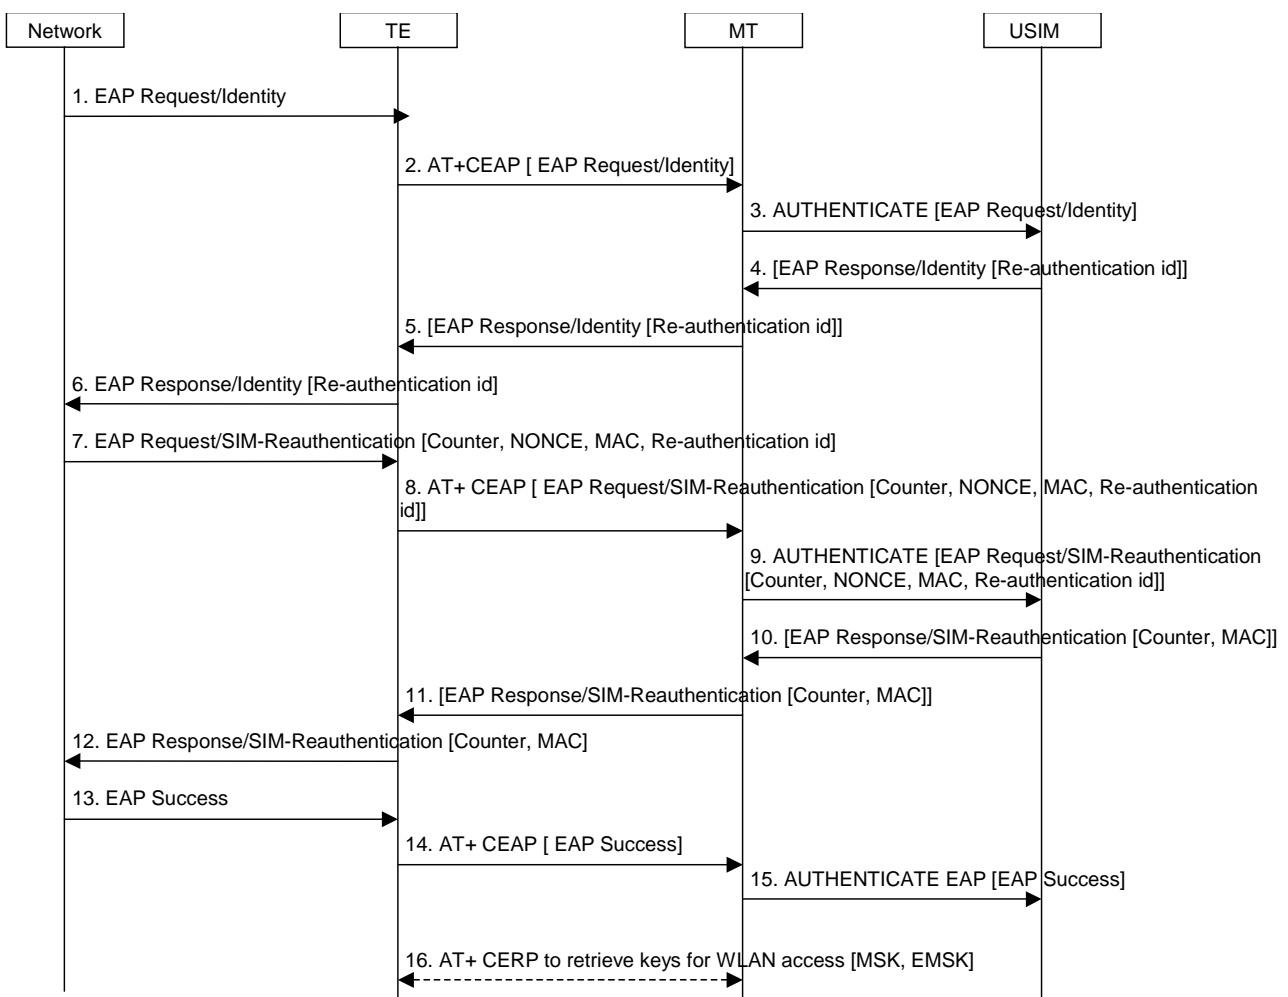 Network
TE
MT
USIM
1. EAP Request/Identity
2. AT+CEAP [ EAP Request/Identity]
3. AUTHENTICATE [EAP Request/Identity]
4. [EAP Response/Identity [Re-authentication id]]
5. [EAP Response/Identity [Re-authentication id]]
6. EAP Response/Identity [Re-authentication id]
7. EAP Request/SIM-Reauthentication [Counter, NONCE, MAC, Re-authentication id]
8. AT+ CEAP [ EAP Request/SIM-Reauthentication [Counter, NONCE, MAC, Re-authentication
id]]
9. AUTHENTICATE [EAP Request/SIM-Reauthentication
[Counter, NONCE, MAC, Re-authentication id]]
10. [EAP Response/SIM-Reauthentication [Counter, MAC]]
11. [EAP Response/SIM-Reauthentication [Counter, MAC]]
12. EAP Response/SIM-Reauthentication [Counter, MAC]
13. EAP Success
14. AT+ CEAP [ EAP Success]
15. AUTHENTICATE EAP [EAP Success]
16. AT+ CERP to retrieve keys for WLAN access [MSK, EMSK]